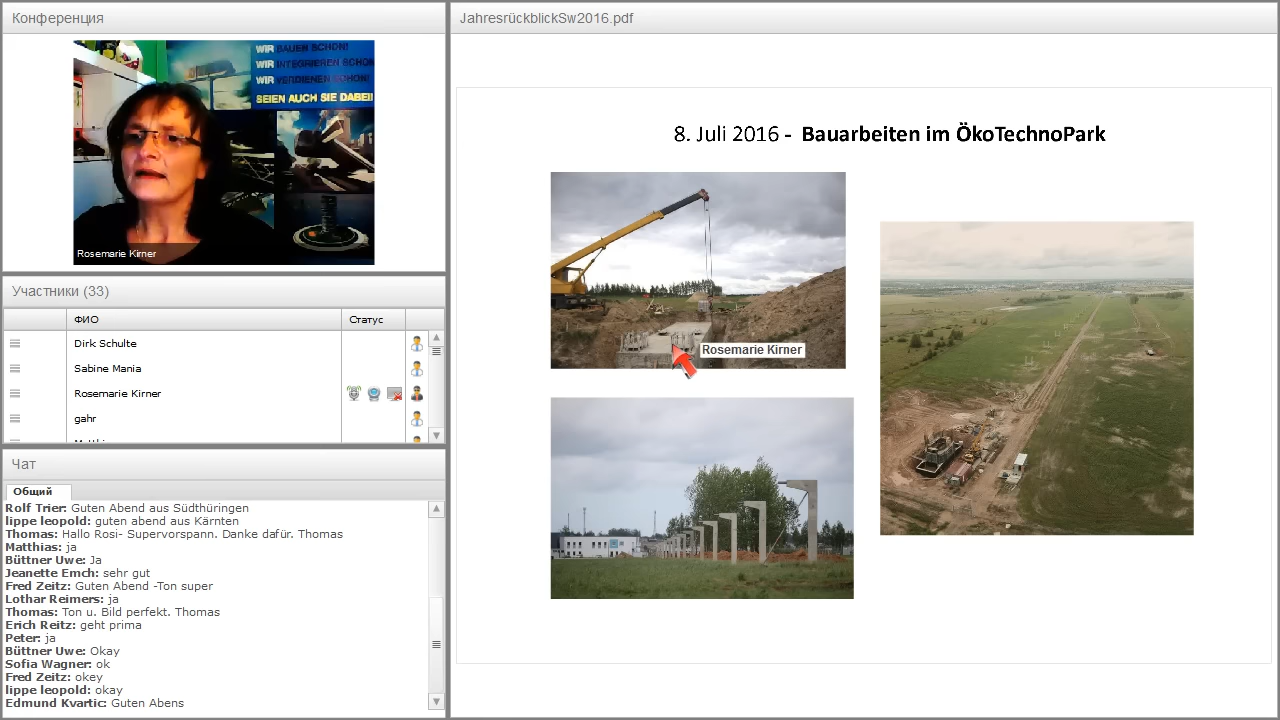 Конференция
WIR BAUEN SCHON!
WIR INTEGRIEREN SCHON
WIR VERDIENEN SCHON!
SEIEN AUCH SIE DABEI!
Rosemarie Kirner
Участники (33)
ФИО
Статус
Dirk Schulte
Sabine Mania
Rosemarie Kirner
gahr
Чат
Общий
Rolf Trier: Guten Abend aus Südthüringen
lippe leopold: guten abend aus Kärnten
Thomas: Hallo Rosi- Supervorspann. Danke dafür. Thomas
Matthias: ja
Büttner Uwe: Ja
Jeanette Emch: sehr gut
Fred Zeitz: Guten Abend -Ton super
Lothar Reimers: ja
Thomas: Ton u. Bild perfekt. Thomas
Erich Reitz: geht prima
Peter: ja
Büttner Uwe: Okay
Sofia Wagner: ok
Fred Zeitz: okey
lippe leopold: okay
Edmund Kvartic: Guten Abens
JahresrückblickSw2016.pdf
8. Juli 2016 - Bauarbeiten im ÖkoTechnoPark
Rosemarie Kirner